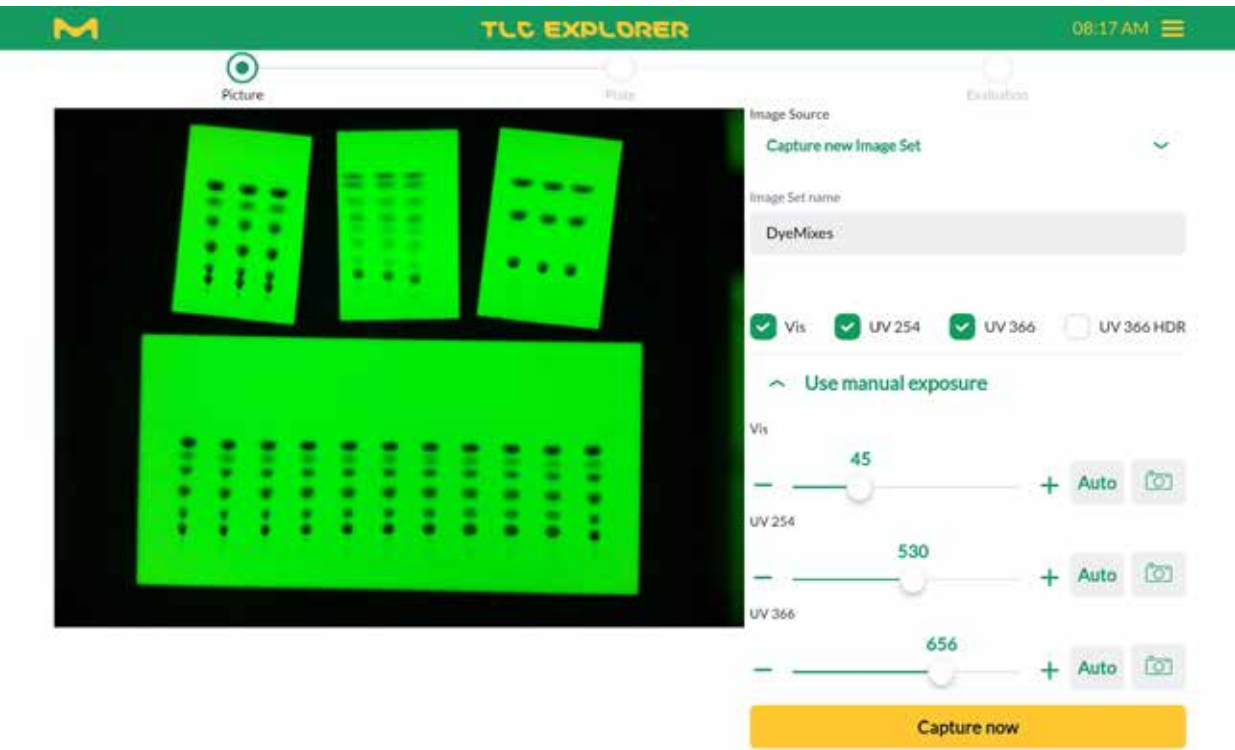 TLC EXPLORER
08:17 AM
Picture
Plate
Evaluation
Image Source
Capture new Image Set
Image Set name
DyeMixes
Vis UV 254 UV 366 UV 366 HDR
Use manual exposure
Vis
45
Auto
UV 254
530
Auto
UV 366
656
Auto
Capture now